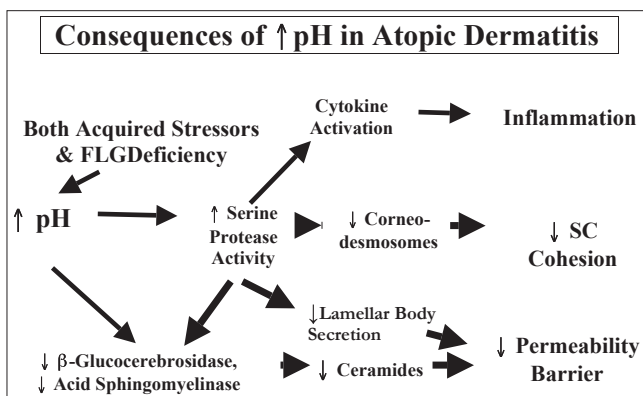 Consequences of ↑pH in Atopic Dermatitis
Both Acquired Stressors
& FLGDeficiency
Cytokine
Activation
Inflammation
↑ pH
↑ Serine
Protease
Activity
↓ Corneo-
desmosomes
↓ SC
Cohesion
↓Lamellar Body
Secretion
↓ β-Glucocerebrosidase,
↓ Acid Sphingomyelinase
↓ Ceramides
↓ Permeability
Barrier